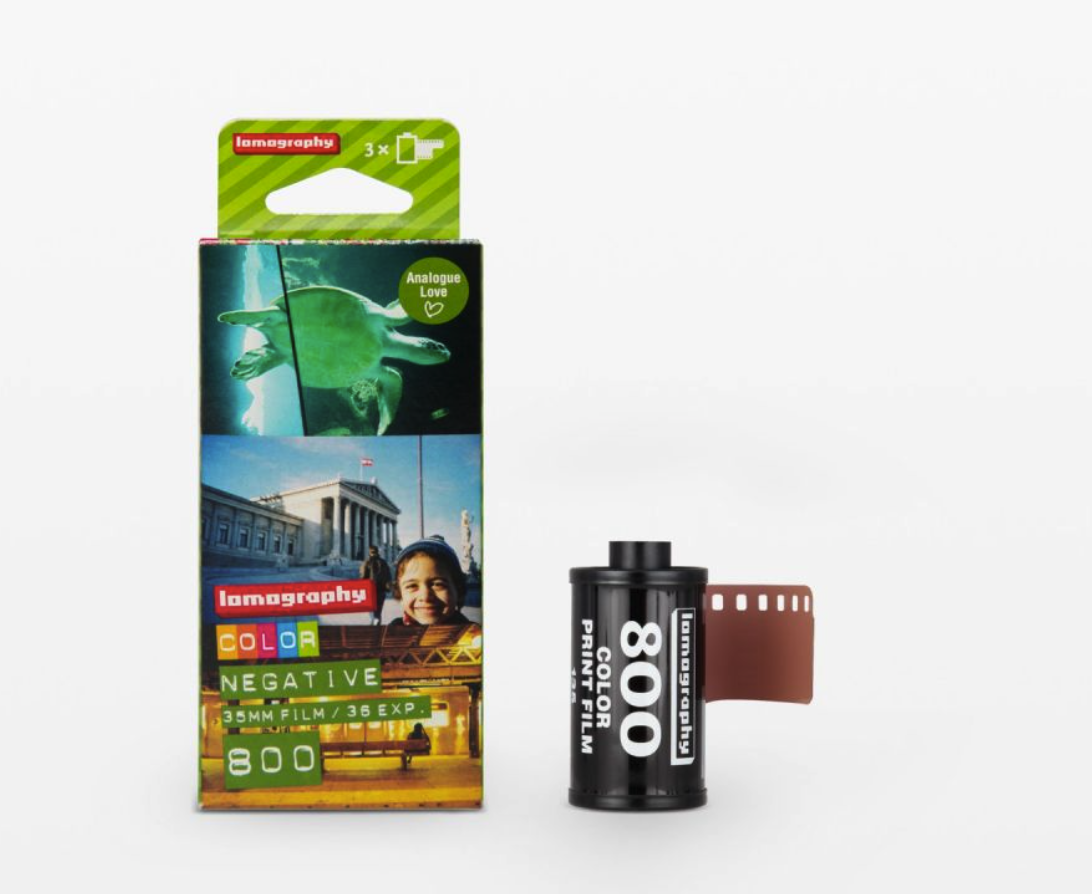 lomography
3 ×
Analogue
Love
lomography
COLOR
NEGATIVE
35MM FILM / 36 EXP.
800
lomography
800
COLOR
PRINT FILM